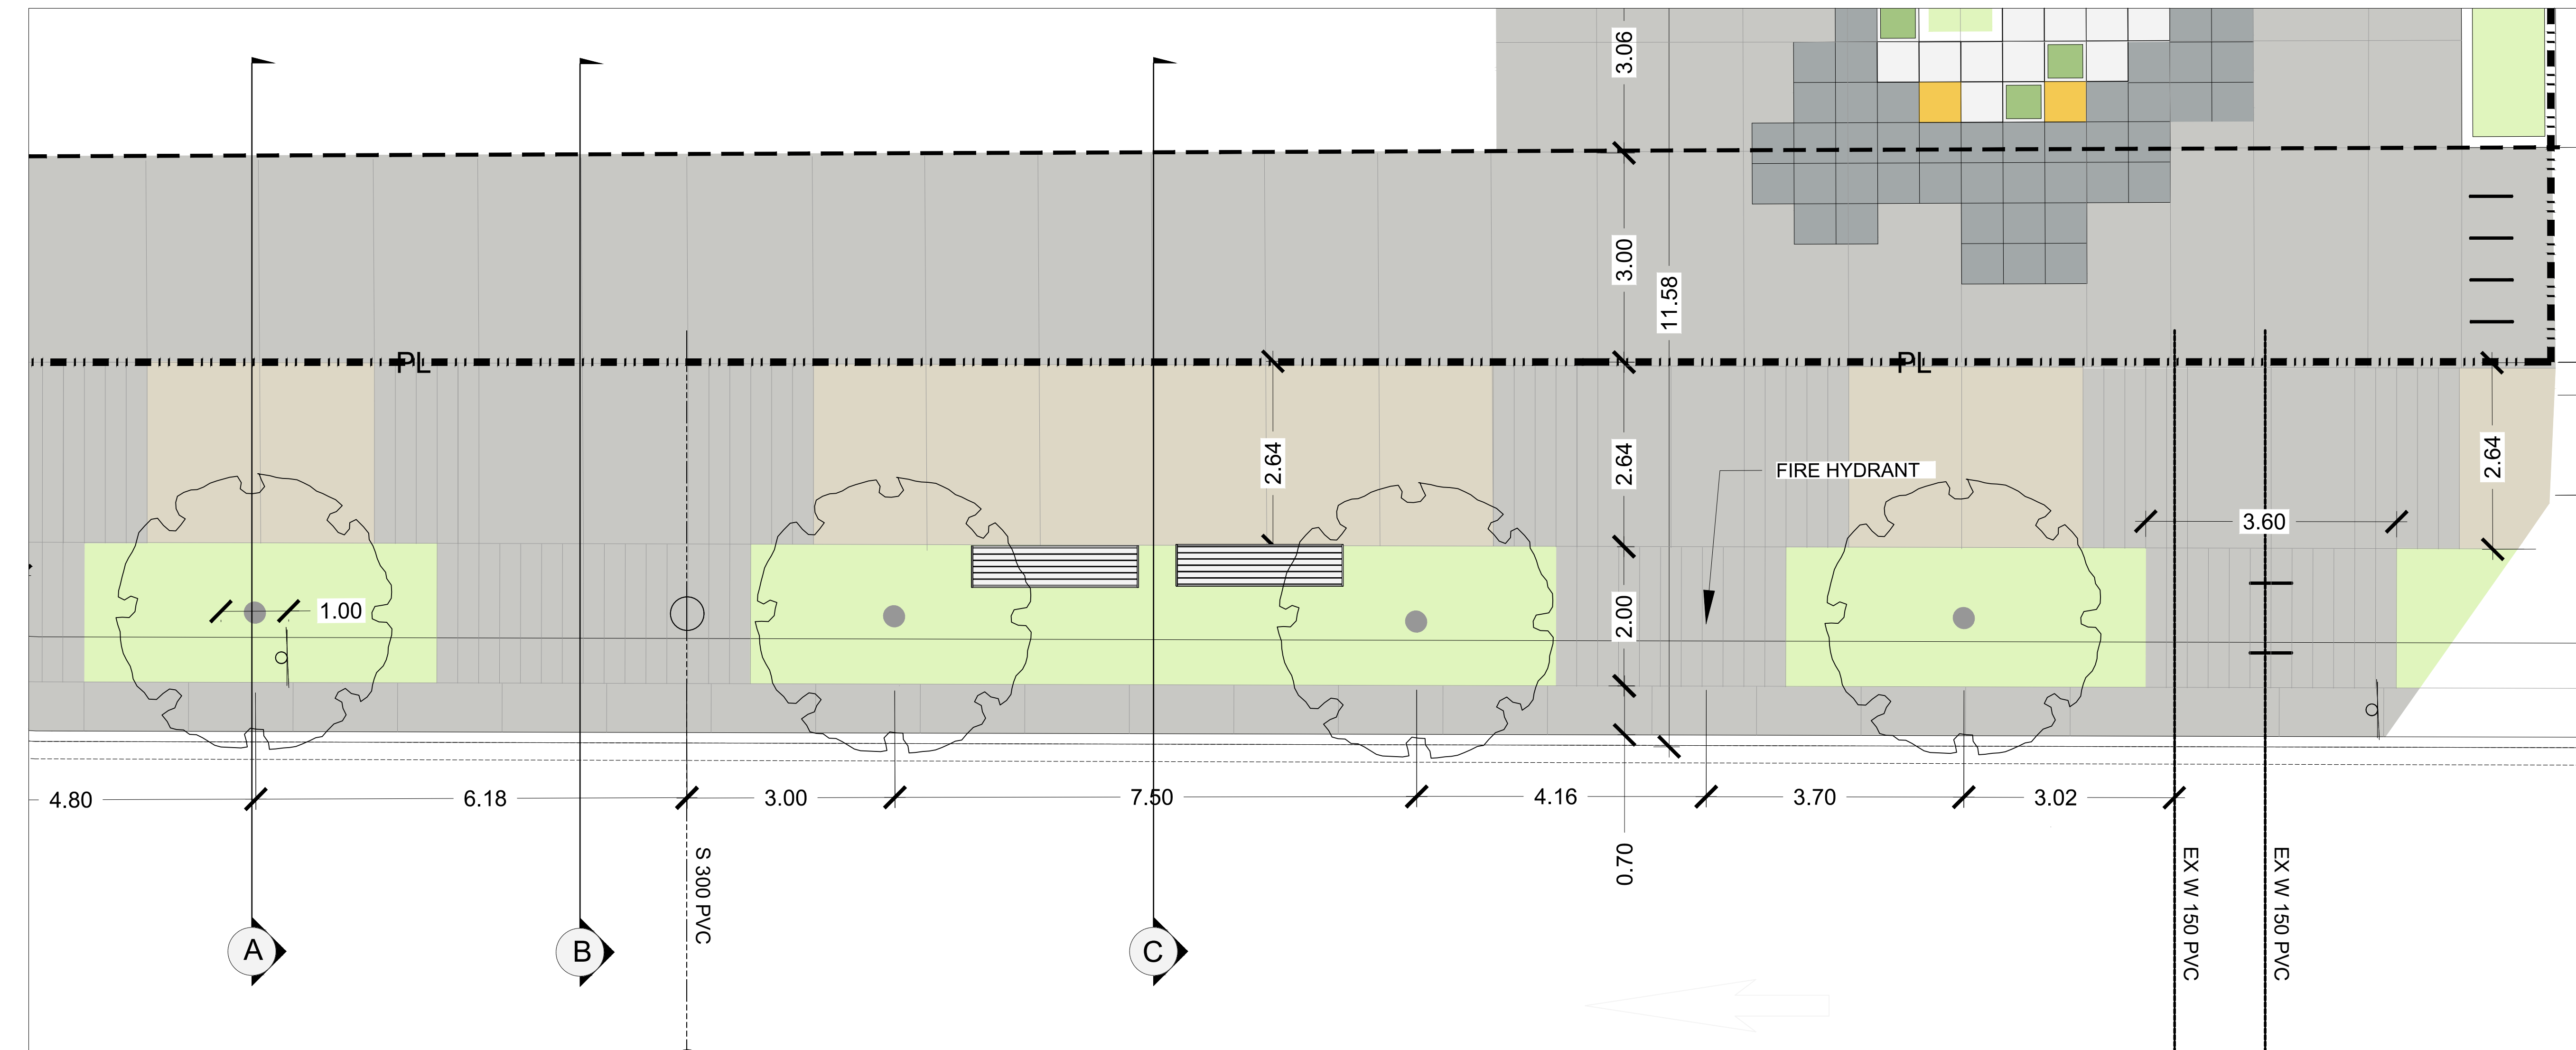 3.06
3.00
11.58
PL
PL
2.64
2.64
2.64
FIRE HYDRANT
3.60
1.00
2.00
4.80
6.18
3.00
7.50
4.16
3.70
3.02
0.70
S 300 PVC
EX W 150 PVC
EX W 150 PVC
A
B
C